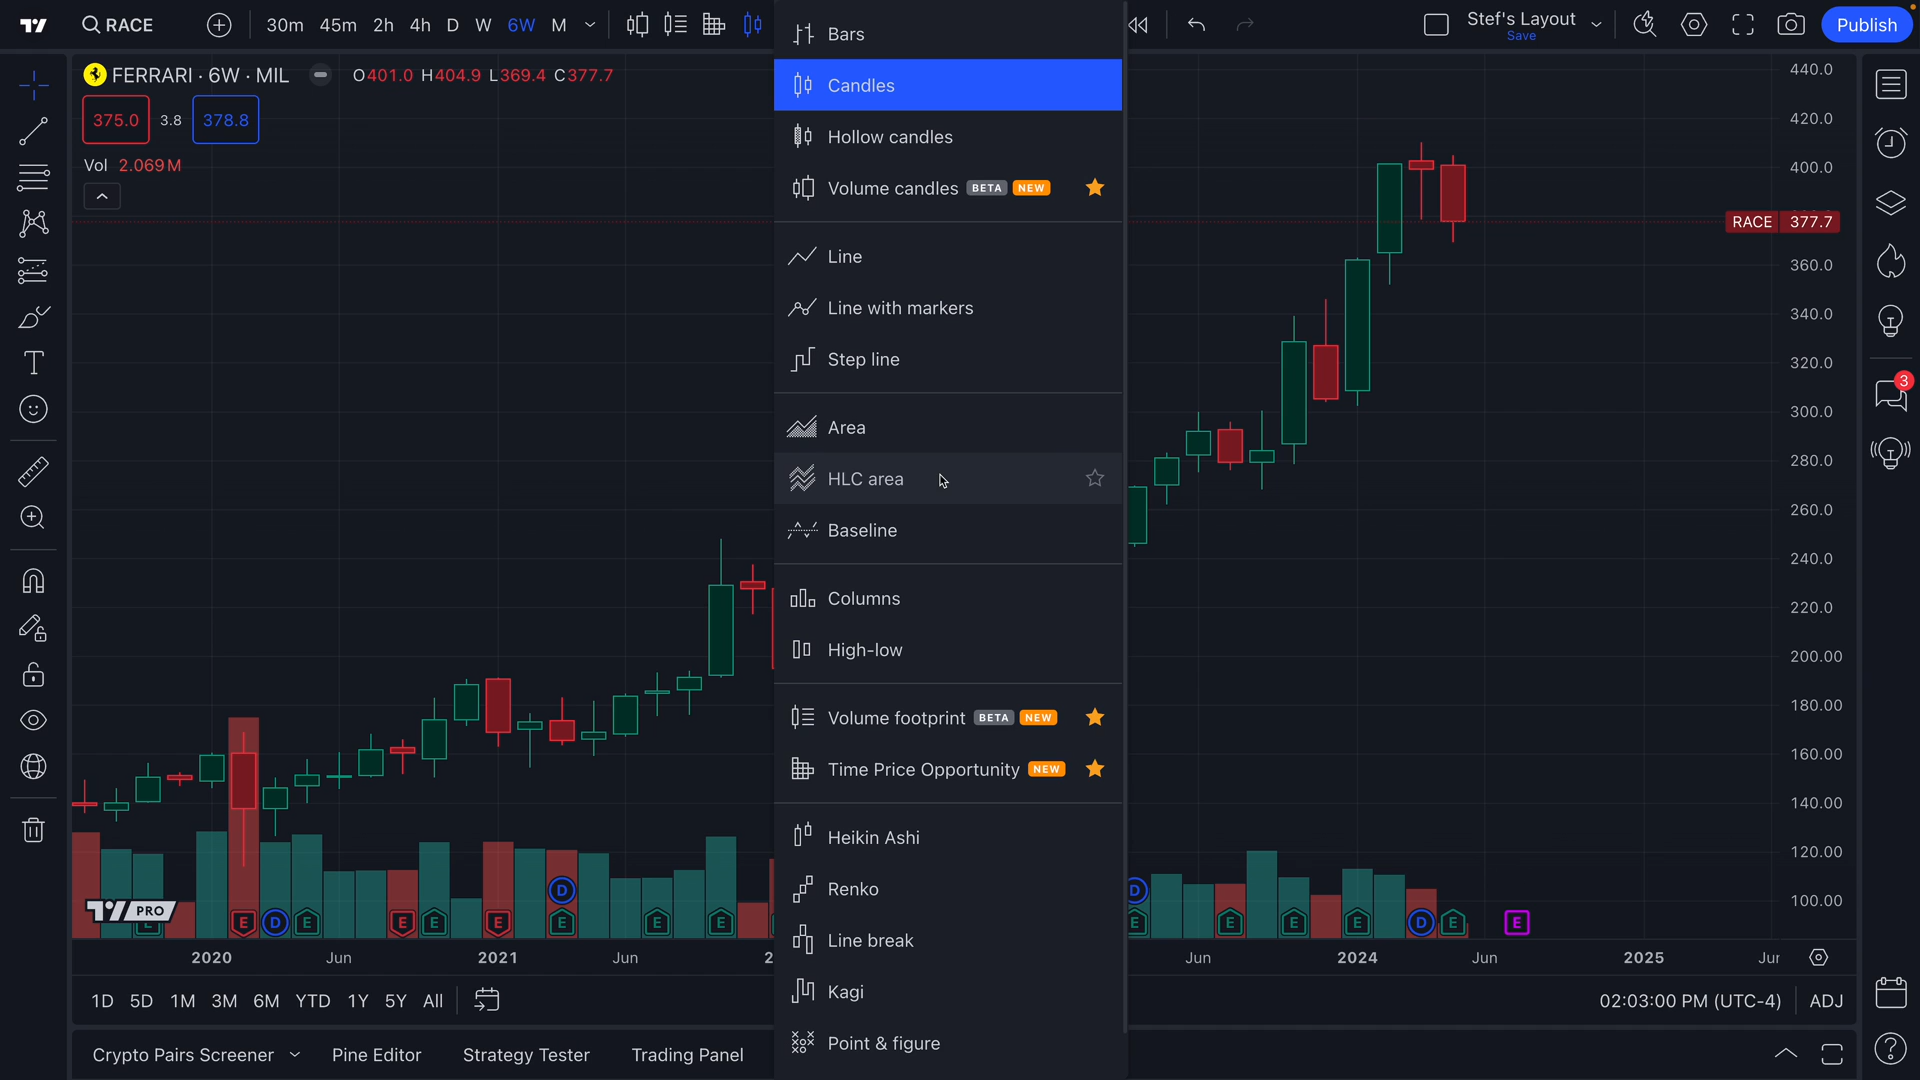 RACE
30m 45m 2h 4h D W 6W M
Stef's Layout
Save
Publish
FERRARI · 6W · MIL
O401.0 H404.9 L369.4 C377.7
375.0 3.8 378.8
Vol 2.069M
Bars
Candles
Hollow candles
Volume candles BETA NEW
Line
Line with markers
Step line
Area
HLC area
Baseline
Columns
High-low
Volume footprint BETA NEW
Time Price Opportunity NEW
Heikin Ashi
Renko
Line break
Kagi
Point & figure
440.0
420.0
400.0
RACE 377.7
360.0
340.0
320.0
300.0
280.0
260.0
240.0
220.0
200.00
180.00
160.00
140.00
120.00
100.00
3
PRO
D D
E E D E E E E E E E E E E E D E E
2020 Jun 2021 Jun 2 Jun 2024 Jun 2025 Jur
1D 5D 1M 3M 6M YTD 1Y 5Y All
02:03:00 PM (UTC-4) ADJ
Crypto Pairs Screener Pine Editor Strategy Tester Trading Panel